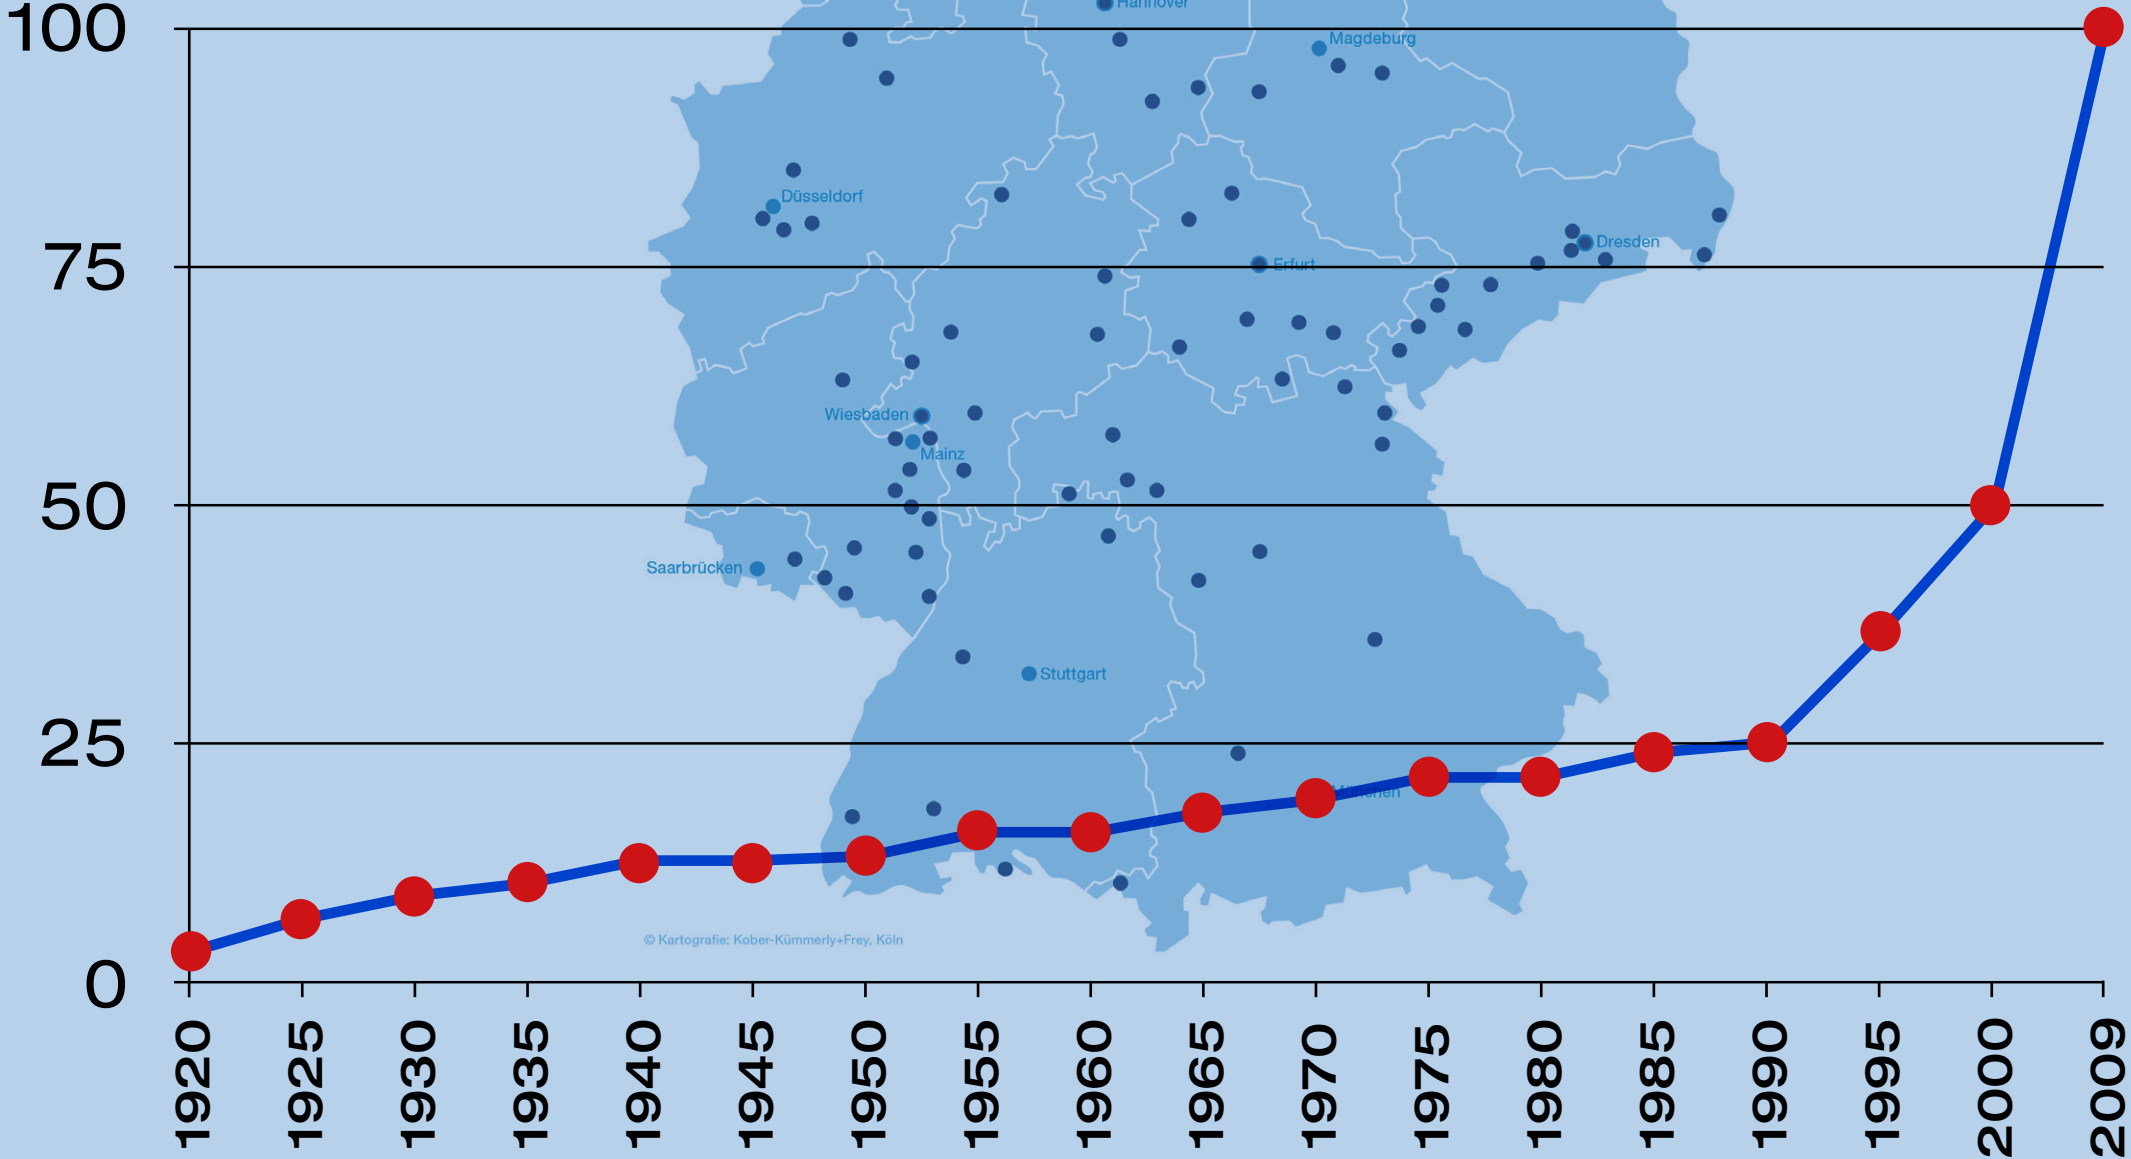 Hannover
100
Magdeburg
Düsseldorf
Dresden
75
Erfurt
Wiesbaden
Mainz
50
Saarbrücken
Stuttgart
25
München
© Kartografie: Kober-Kümmerly+Frey, Köln
0
1920
1925
1930
1935
1940
1945
1950
1955
1960
1965
1970
1975
1980
1985
1990
1995
2000
2009